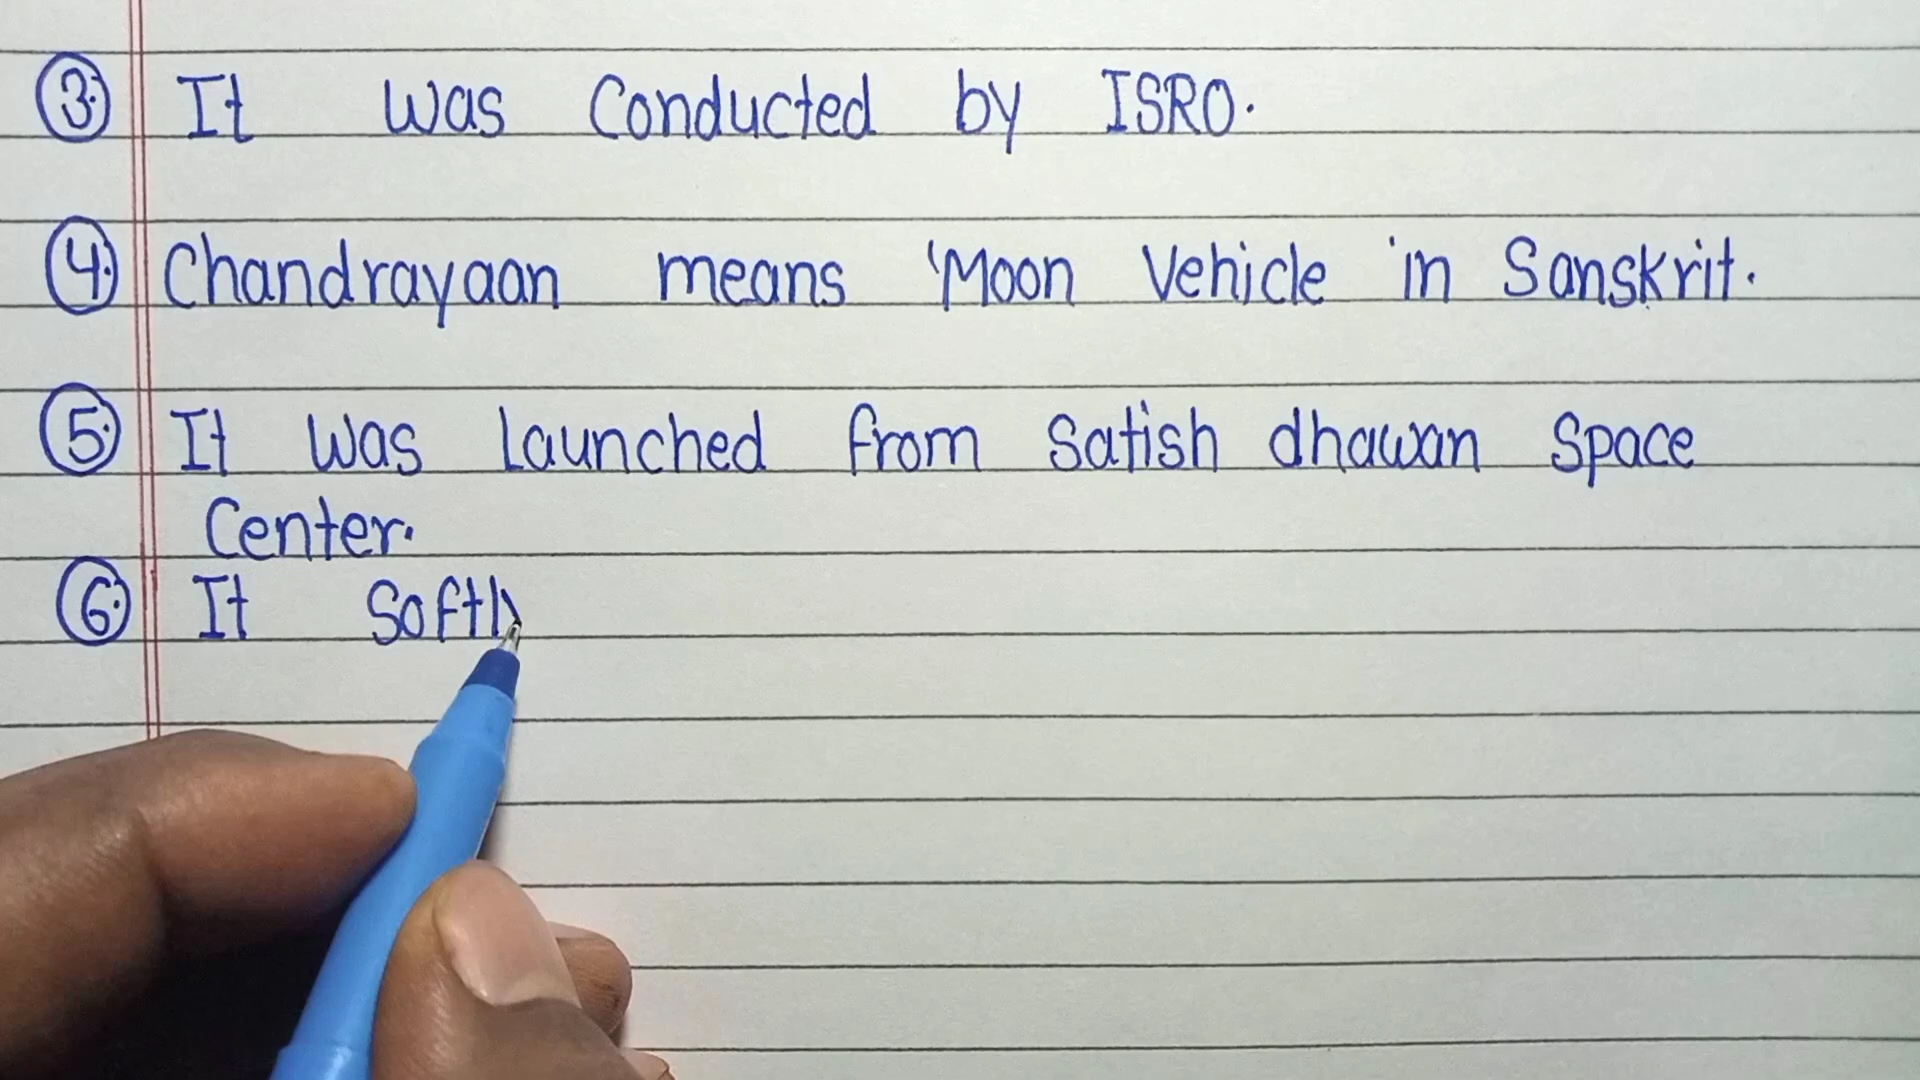 3. It was Conducted by ISRO.
4. Chandrayaan means 'Moon Vehicle in Sanskrit.
5. It was Launched from Satish dhawan Space
Center.
6. It Softly